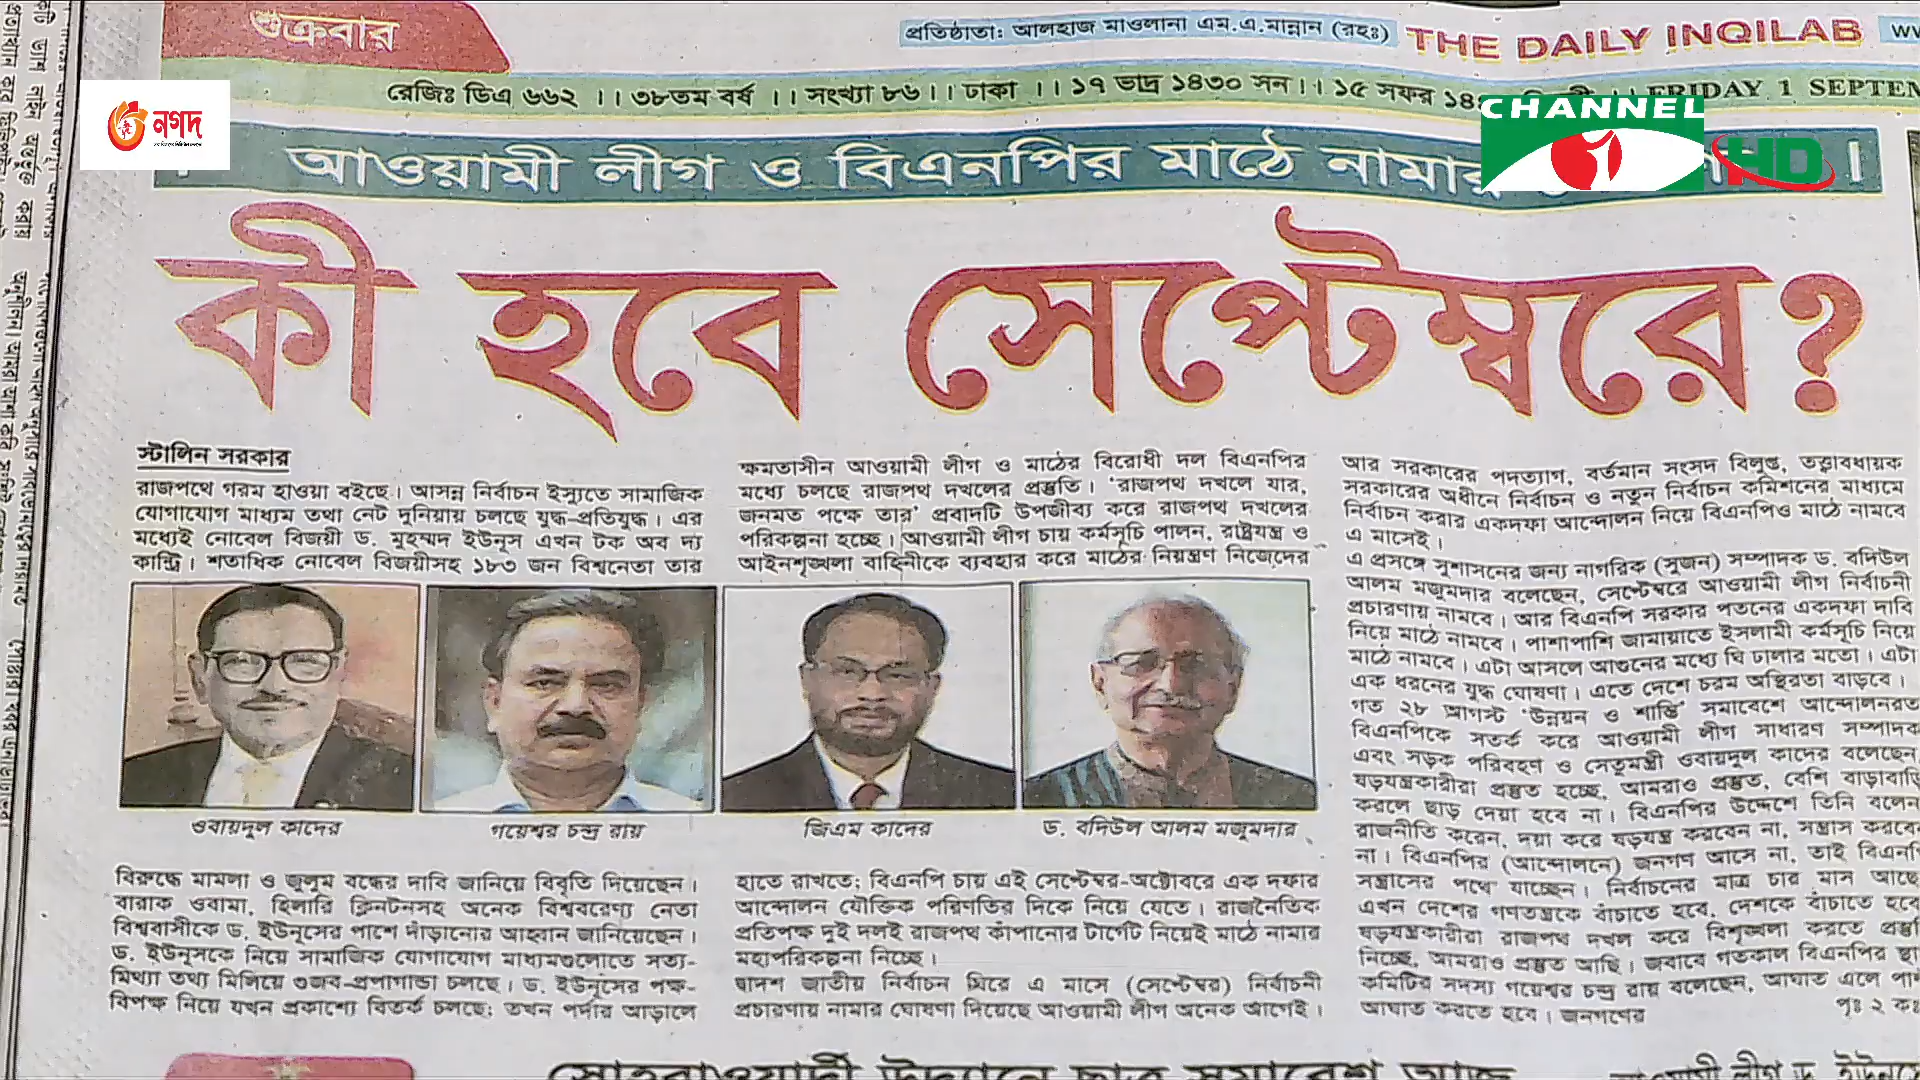 শুক্রবার
প্রতিষ্ঠাতা: আলহাজ মাওলানা এম.এ.মান্নান (রহঃ)
THE DAILY INQILAB
রেজিঃ ডিএ ৬৬২ ।। ৩৮তম বর্ষ ।। সংখ্যা ৮৬ ।। ঢাকা ।। ১৭ ভাদ্র ১৪৩০ সন ।। ১৫ সফর
FRIDAY 1
নগদ
CHANNEL
i HD
আওয়ামী লীগ ও বিএনপির মাঠে নামার
কী হবে সেপ্টেম্বরে?
স্টালিন সরকার
রাজপথে গরম হাওয়া বইছে। আসন্ন নির্বাচন ইস্যুতে সামাজিক
যোগাযোগ মাধ্যম তথা নেট দুনিয়ায় চলছে যুদ্ধ-প্রতিযুদ্ধ। এর
মধ্যেই নোবেল বিজয়ী ড. মুহম্মদ ইউনূস এখন টক অব দ্য
কান্ট্রি। শতাধিক নোবেল বিজয়ীসহ ১৮৩ জন বিশ্বনেতা তার
ওবায়দুল কাদের
গয়েশ্বর চন্দ্র রায়
জিএম কাদের
ড. বদিউল আলম মজুমদার
বিরুদ্ধে মামলা ও জুলুম বন্ধের দাবি জানিয়ে বিবৃতি দিয়েছেন।
বারাক ওবামা, হিলারি ক্লিনটনসহ অনেক বিশ্ববরেণ্য নেতা
বিশ্ববাসীকে ড. ইউনূসের পাশে দাঁড়ানোর আহ্বান জানিয়েছেন।
ড. ইউনূসকে নিয়ে সামাজিক যোগাযোগ মাধ্যমগুলোতে সত্য-
মিথ্যা তথ্য মিলিয়ে গুজব-প্রপাগান্ডা চলছে। ড. ইউনূসের পক্ষ-
বিপক্ষ নিয়ে যখন প্রকাশ্যে বিতর্ক চলছে; তখন পর্দার আড়ালে
ক্ষমতাসীন আওয়ামী লীগ ও মাঠের বিরোধী দল বিএনপির
মধ্যে চলছে রাজপথ দখলের প্রস্তুতি। ‘রাজপথ দখলে যার,
জনমত পক্ষে তার’ প্রবাদটি উপজীব্য করে রাজপথ দখলের
পরিকল্পনা হচ্ছে। আওয়ামী লীগ চায় কর্মসূচি পালন, রাষ্ট্রযন্ত্র ও
আইনশৃঙ্খলা বাহিনীকে ব্যবহার করে মাঠের নিয়ন্ত্রণ নিজেদের
হাতে রাখতে; বিএনপি চায় এই সেপ্টেম্বর-অক্টোবরে এক দফার
আন্দোলন যৌক্তিক পরিণতির দিকে নিয়ে যেতে। রাজনৈতিক
প্রতিপক্ষ দুই দলই রাজপথ কাঁপানোর টার্গেট নিয়েই মাঠে নামার
মহাপরিকল্পনা নিচ্ছে।
দ্বাদশ জাতীয় নির্বাচন ঘিরে এ মাসে (সেপ্টেম্বর) নির্বাচনী
প্রচারণায় নামার ঘোষণা দিয়েছে আওয়ামী লীগ অনেক আগেই।
আর সরকারের পদত্যাগ, বর্তমান সংসদ বিলুপ্ত, তত্ত্বাবধায়ক
সরকারের অধীনে নির্বাচন ও নতুন নির্বাচন কমিশনের মাধ্যমে
নির্বাচন করার একদফা আন্দোলন নিয়ে বিএনপিও মাঠে নামবে
এ মাসেই।
এ প্রসঙ্গে সুশাসনের জন্য নাগরিক (সুজন) সম্পাদক ড. বদিউল
আলম মজুমদার বলেছেন, সেপ্টেম্বরে আওয়ামী লীগ নির্বাচনী
প্রচারণায় নামবে। আর বিএনপি সরকার পতনের একদফা দাবি
নিয়ে মাঠে নামবে। পাশাপাশি জামায়াতে ইসলামী কর্মসূচি নিয়ে
মাঠে নামবে। এটা আসলে আগুনের মধ্যে ঘি ঢালার মতো। এটা
এক ধরনের যুদ্ধ ঘোষণা। এতে দেশে চরম অস্থিরতা বাড়বে।
গত ২৮ আগস্ট ‘উন্নয়ন ও শান্তি’ সমাবেশে আন্দোলনরত
বিএনপিকে সতর্ক করে আওয়ামী লীগ সাধারণ সম্পাদক
এবং সড়ক পরিবহণ ও সেতুমন্ত্রী ওবায়দুল কাদের বলেছেন,
ষড়যন্ত্রকারীরা প্রস্তুত হচ্ছে, আমরাও প্রস্তুত, বেশি বাড়াবাড়ি
করলে ছাড় দেয়া হবে না। বিএনপির উদ্দেশে তিনি বলেন
রাজনীতি করেন, দয়া করে ষড়যন্ত্র করবেন না, সন্ত্রাস করবেন
না। বিএনপির (আন্দোলনে) জনগণ আসে না, তাই বিএনপি
সন্ত্রাসের পথে যাচ্ছেন। নির্বাচনের মাত্র চার মাস আছে
এখন দেশের গণতন্ত্রকে বাঁচাতে হবে, দেশকে বাঁচাতে হবে
ষড়যন্ত্রকারীরা রাজপথ দখল করে বিশৃঙ্খলা করতে প্রস্তুতি
নিচ্ছে, আমরাও প্রস্তুত আছি। জবাবে গতকাল বিএনপির
কমিটির সদস্য গয়েশ্বর চন্দ্র রায় বলেছেন, আঘাত এলে
আঘাত করতে হবে। জনগণের
পৃঃ ২